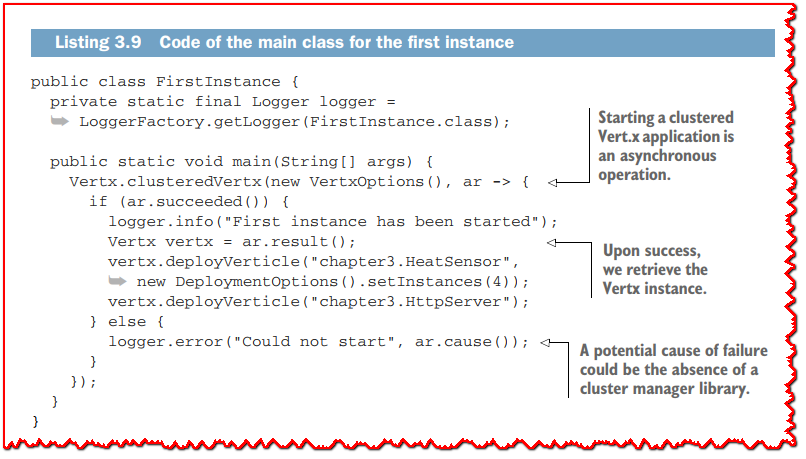 Listing 3.9 Code of the main class for the first instance
public class FirstInstance {
private static final Logger logger =
➥ LoggerFactory.getLogger(FirstInstance.class);
public static void main(String[] args) {
Vertx.clusteredVertx(new VertxOptions(), ar -> {
if (ar.succeeded()) {
logger.info("First instance has been started");
Vertx vertx = ar.result();
vertx.deployVerticle("chapter3.HeatSensor",
➥ new DeploymentOptions().setInstances(4));
vertx.deployVerticle("chapter3.HttpServer");
} else {
logger.error("Could not start", ar.cause());
}
});
}
}
Starting a clustered
Vert.x application is
an asynchronous
operation.
Upon success,
we retrieve the
Vertx instance.
A potential cause of failure
could be the absence of a
cluster manager library.